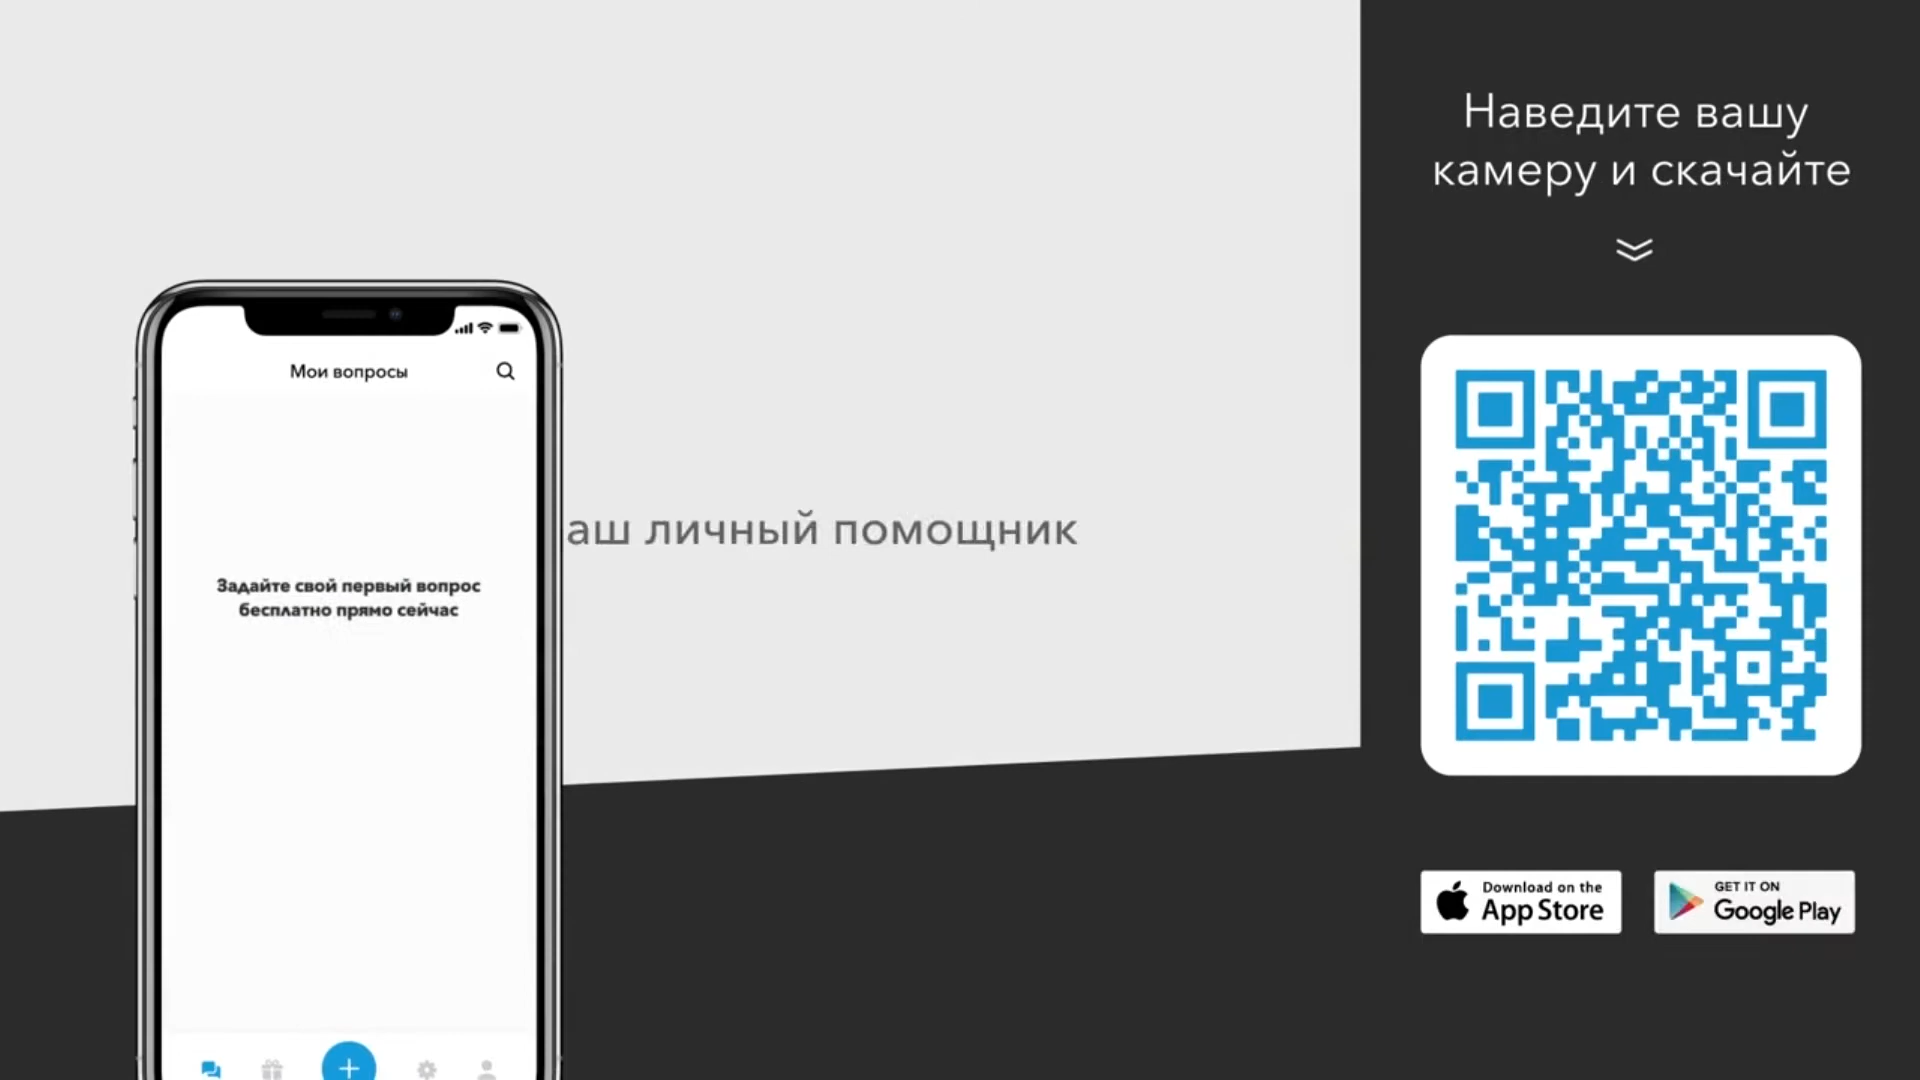 Наведите вашу
камеру и скачайте
Мои вопросы
аш личный помощник
Задайте свой первый вопрос
бесплатно прямо сейчас
Download on the
App Store
GET IT ON
Google Play